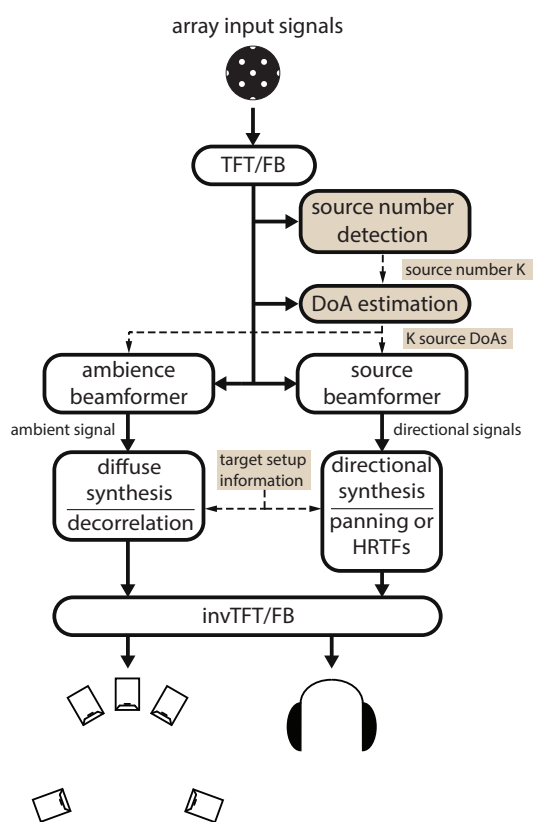 array input signals
TFT/FB
source number
detection
source number K
DoA estimation
K source DoAs
ambience
beamformer
source
beamformer
ambient signal
directional signals
diffuse
synthesis
decorrelation
target setup
information
directional
synthesis
panning or
HRTFs
invTFT/FB